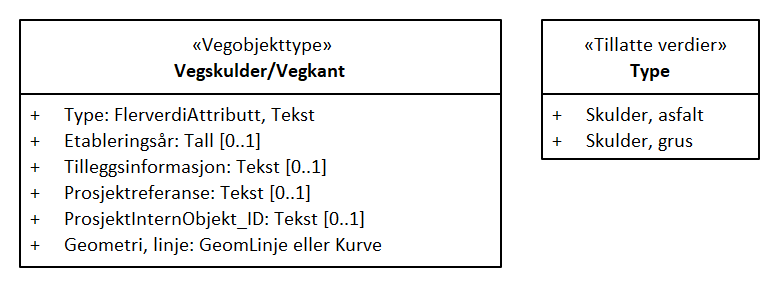 «Vegobjekttype»
Vegskulder/Vegkant
+ Type: FlerverdiAttributt, Tekst
+ Etableringsår: Tall [0..1]
+ Tilleggsinformasjon: Tekst [0..1]
+ Prosjektreferanse: Tekst [0..1]
+ ProsjektInternObjekt_ID: Tekst [0..1]
+ Geometri, linje: GeomLinje eller Kurve
«Tillatte verdier»
Type
+ Skulder, asfalt
+ Skulder, grus